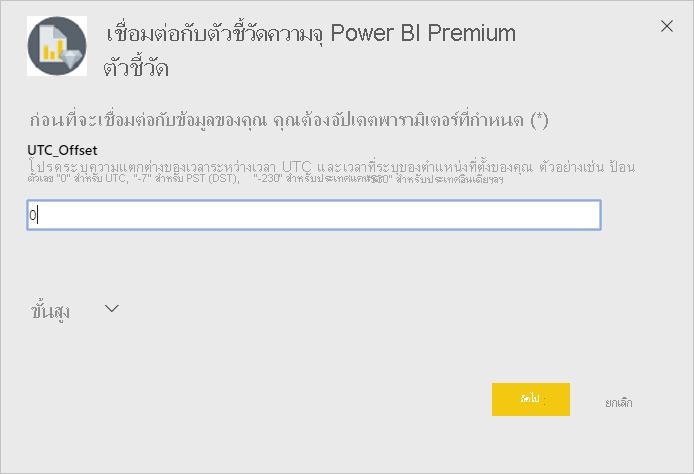 เชื่อมต่อกับตัวชี้วัดความจุ Power BI Premium
ตัวชี้วัด
ก่อนที่จะเชื่อมต่อกับข้อมูลของคุณ คุณต้องอัปเดตพารามิเตอร์ที่กำหนด (*)
UTC_Offset
โปรดระบุความแตกต่างของเวลาระหว่างเวลา UTC และเวลาที่ระบุของตำแหน่งที่ตั้งของคุณ ตัวอย่างเช่น ป้อน
ตัวเลข "0" สำหรับ UTC, "-7" สำหรับ PST (DST), "-230" สำหรับประเทศ "530" สำหรับประเทศอินเดีย
0
ขั้นสูง
ถัดไป
ยกเลิก